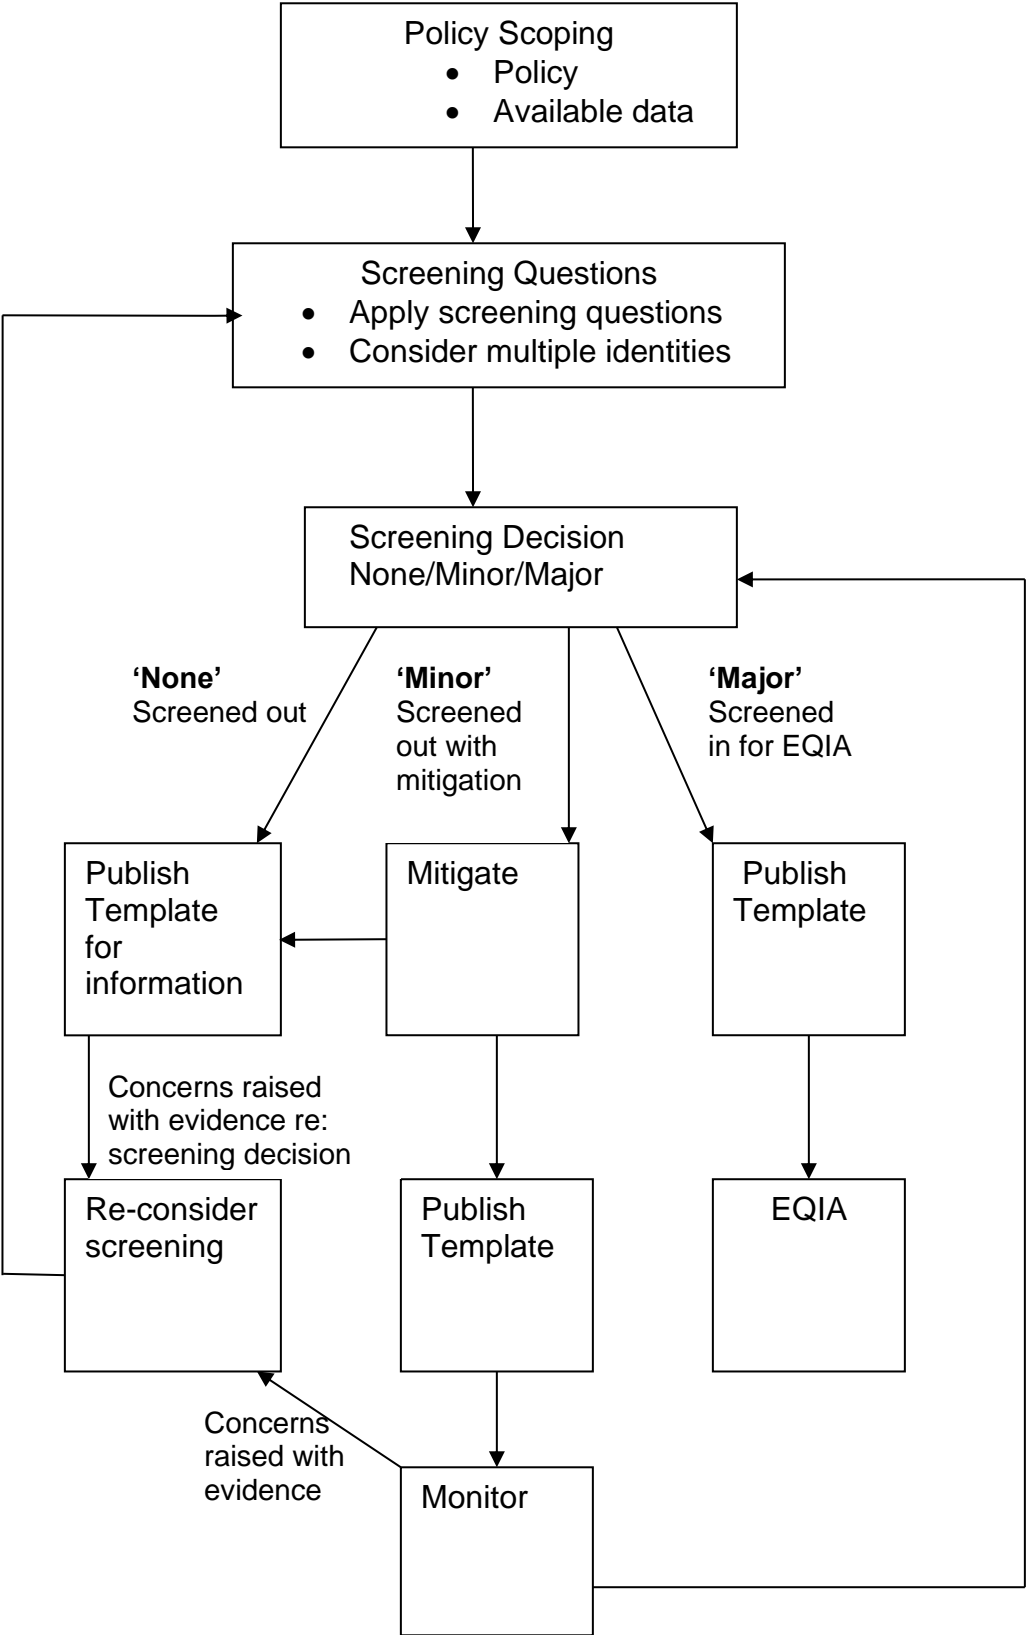 Policy Scoping
• Policy
• Available data
Screening Questions
• Apply screening questions
• Consider multiple identities
Screening Decision
None/Minor/Major
‘None’
Screened out
‘Minor’
Screened
out with
mitigation
‘Major’
Screened
in for EQIA
Publish
Template
for
information
Mitigate
Publish
Template
Concerns raised
with evidence re:
screening decision
Re-consider
screening
Publish
Template
EQIA
Concerns
raised with
evidence
Monitor